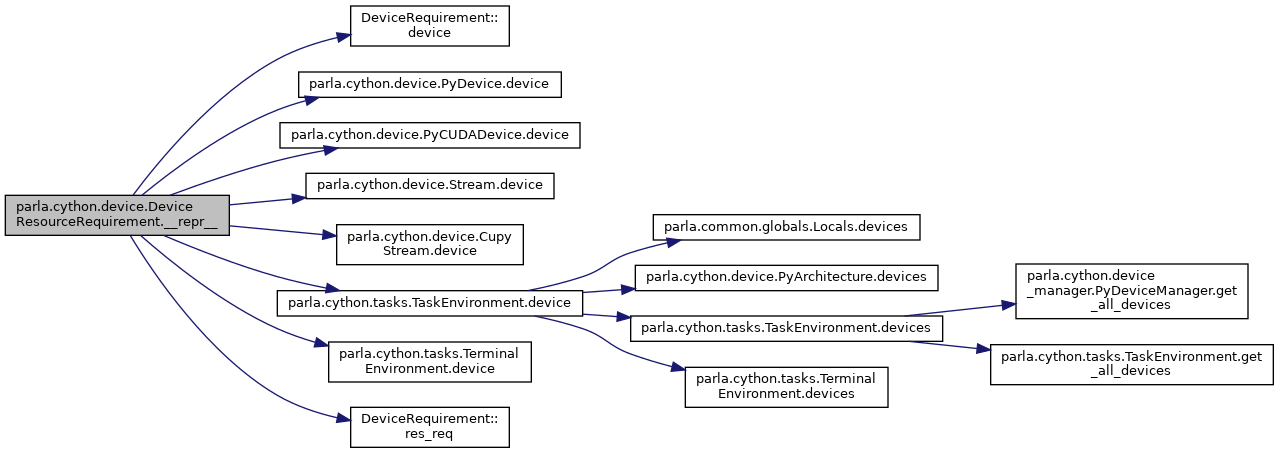 parla.cython.device.Device
ResourceRequirement.__repr__
DeviceRequirement::
device
parla.cython.device.PyDevice.device
parla.cython.device.PyCUDADevice.device
parla.cython.device.Stream.device
parla.cython.device.Cupy
Stream.device
parla.cython.tasks.TaskEnvironment.device
parla.cython.tasks.Terminal
Environment.device
DeviceRequirement::
res_req
parla.common.globals.Locals.devices
parla.cython.device.PyArchitecture.devices
parla.cython.tasks.TaskEnvironment.devices
parla.cython.tasks.Terminal
Environment.devices
parla.cython.device
_manager.PyDeviceManager.get
_all_devices
parla.cython.tasks.TaskEnvironment.get
_all_devices